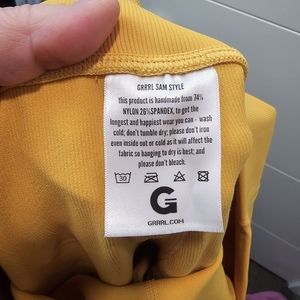 GRRRL SAM STYLE
this product is handmade from 74%
NYLON 26%SPANDEX, to get the
longest and happiest wear you can - wash
cold; don't tumble dry; please don't iron
even inside out or cold as it will affect the
fabric so hanging to dry is best; and
please don't bleach.
30
G
GRRRL.COM